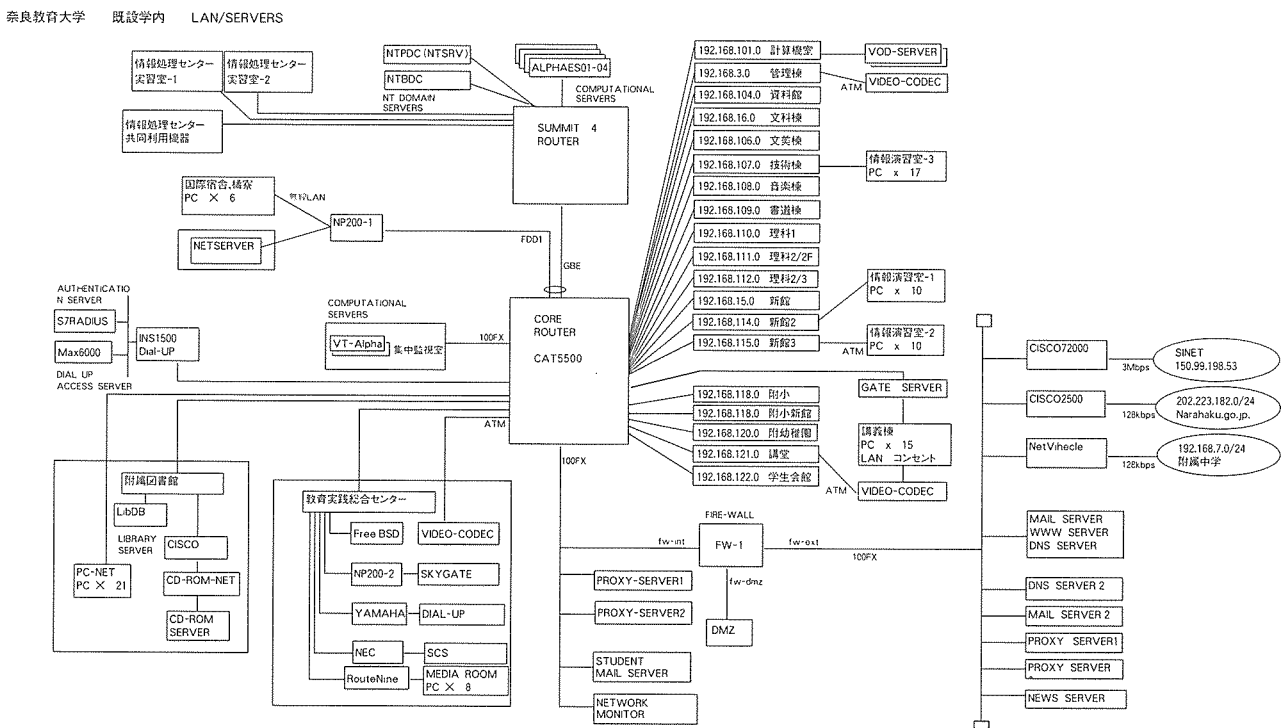 奈良教育大学 既設学内 LAN/SERVERS
情報処理センター
実習室-1
情報処理センター
実習室-2
情報処理センター
共同利用機器
NTPDC (NTSRV)
NTBDC
NT DOMAIN
SERVERS
ALPHAES01-04
COMPUTATIONAL
SERVERS
SUMMIT 4
ROUTER
国際宿舎,橘寮
PC × 6
無線LAN
NETSERVER
NP200-1
FDD1
GBE
AUTHENTICATIO
N SERVER
S7RADIUS
Max6000
DIAL UP
ACCESS SERVER
INS1500
Dial-UP
COMPUTATIONAL
SERVERS
VT-Alpha
集中監視室
100FX
CORE
ROUTER
CAT5500
ATM
100FX
192.168.101.0 計算機室
192.168.3.0 管理棟
192.168.104.0 資料館
192.168.16.0 文科棟
192.168.106.0 文美棟
192.168.107.0 技術棟
192.168.108.0 音楽棟
192.168.109.0 書道棟
192.168.110.0 理科1
192.168.111.0 理科2/2F
192.168.112.0 理科2/3
192.168.15.0 新館
192.168.114.0 新館2
192.168.115.0 新館3
VOD-SERVER
ATM
VIDEO-CODEC
情報演習室-3
PC x 17
情報演習室-1
PC x 10
情報演習室-2
PC x 10
ATM
192.168.118.0 附小
192.168.118.0 附小新館
192.168.120.0 附幼稚園
192.168.121.0 講堂
192.168.122.0 学生会館
GATE SERVER
講義棟
PC x 15
LAN コンセント
ATM
VIDEO-CODEC
CISCO72000
3Mbps
SINET
150.99.198.53
CISCO2500
128kbps
202.223.182.0/24
Narahaku.go.jp.
NetVihecle
128kbps
192.168.7.0/24
附属中学
附属図書館
LibDB
LIBRARY
SERVER
CISCO
PC-NET
PC × 21
CD-ROM-NET
CD-ROM
SERVER
教育実践総合センター
Free BSD
VIDEO-CODEC
NP200-2
SKYGATE
YAMAHA
DIAL-UP
NEC
SCS
RouteNine
MEDIA ROOM
PC × 8
FIRE-WALL
fw-int
FW-1
fw-ext
100FX
fw-dmz
DMZ
PROXY-SERVER1
PROXY-SERVER2
STUDENT
MAIL SERVER
NETWORK
MONITOR
MAIL SERVER
WWW SERVER
DNS SERVER
DNS SERVER 2
MAIL SERVER 2
PROXY SERVER1
PROXY SERVER
NEWS SERVER